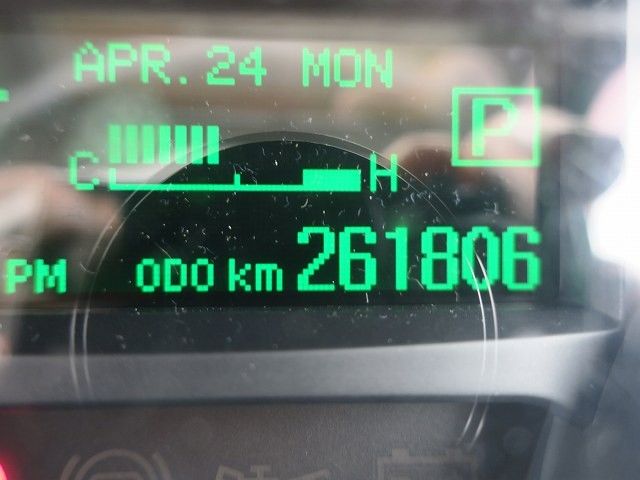 APR. 24 MON
P
C H
PM ODO km 261806